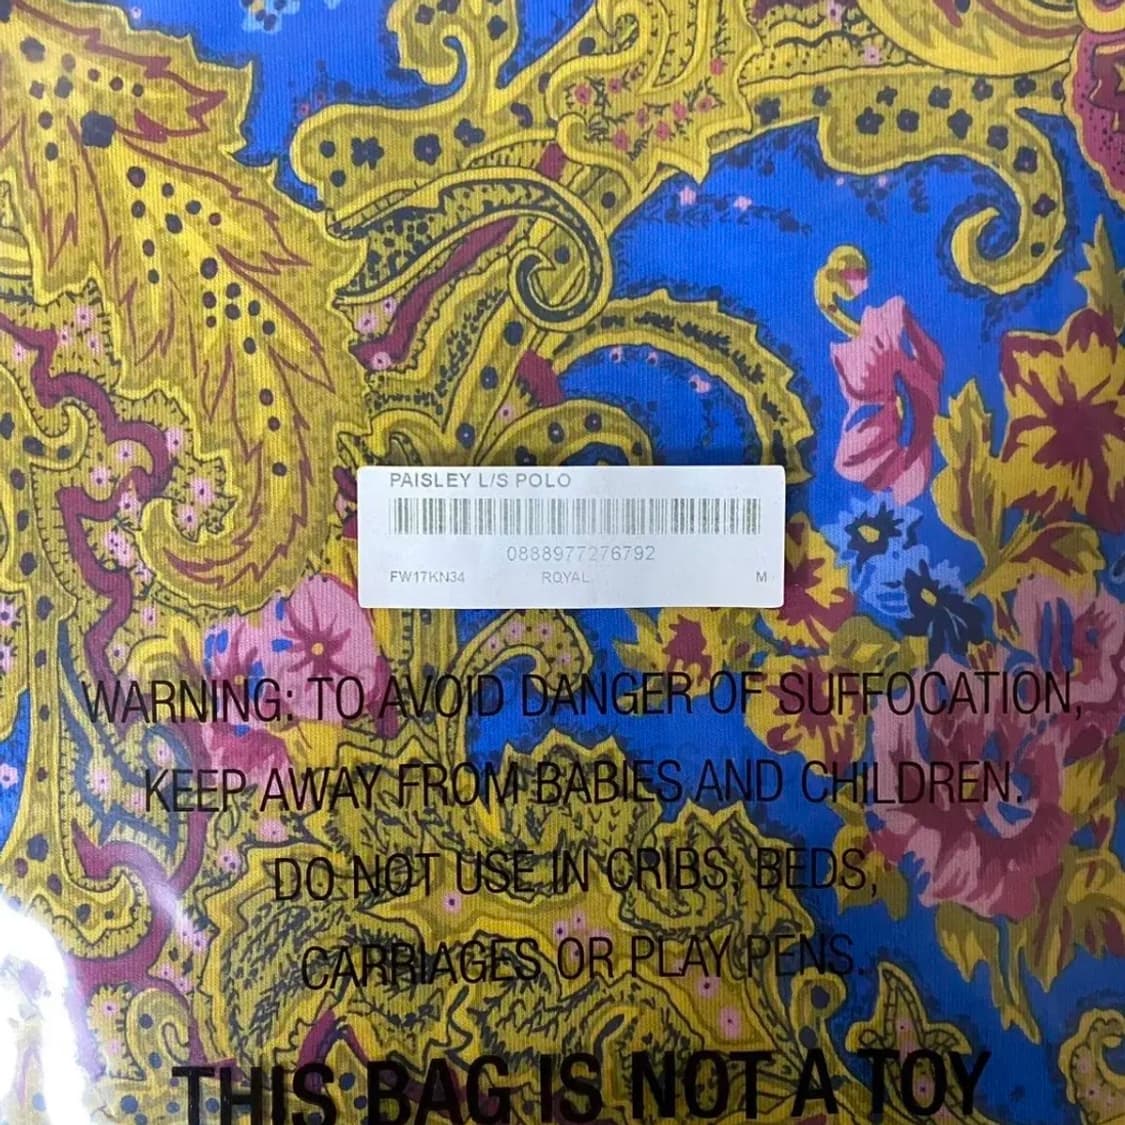 PAISLEY L/S POLO
0888977276792
FW17KN34 ROYAL M
WARNING: TO AVOID DANGER OF SUFFOCATION,
KEEP AWAY FROM BABIES AND CHILDREN.
DO NOT USE IN CRIBS, BEDS,
CARRIAGES OR PLAY PENS.
THIS BAG IS NOT A TOY